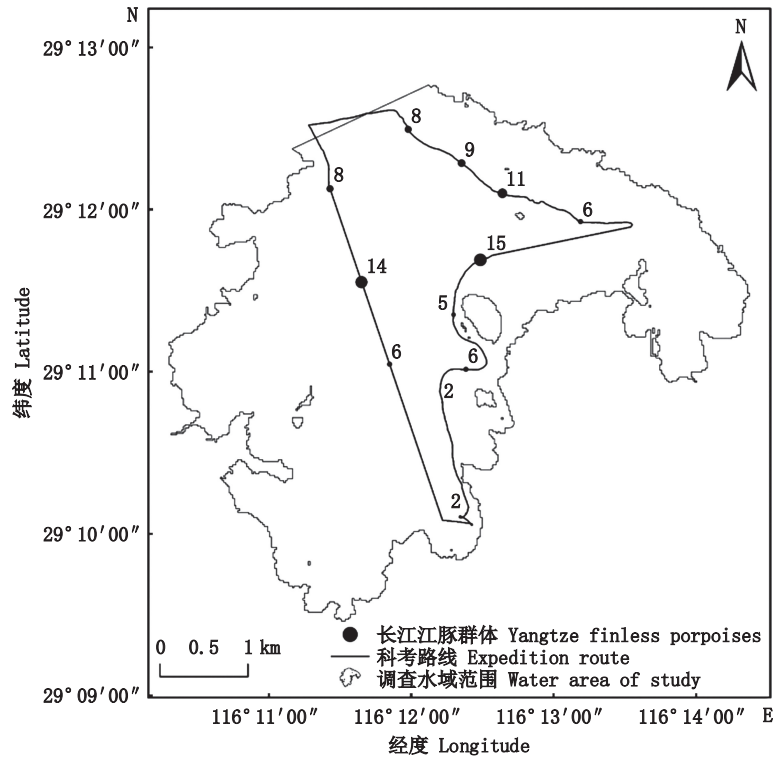 N
29°13′00″
N
8
9
8
11
29°12′00″
6
15
14
5
6
6
29°11′00″
2
2
29°10′00″
纬度 Latitude
长江江豚群体 Yangtze finless porpoises
0 0.5 1 km
科考路线 Expedition route
调查水域范围 Water area of study
29°09′00″
116°11′00″ 116°12′00″ 116°13′00″ 116°14′00″ E
经度 Longitude